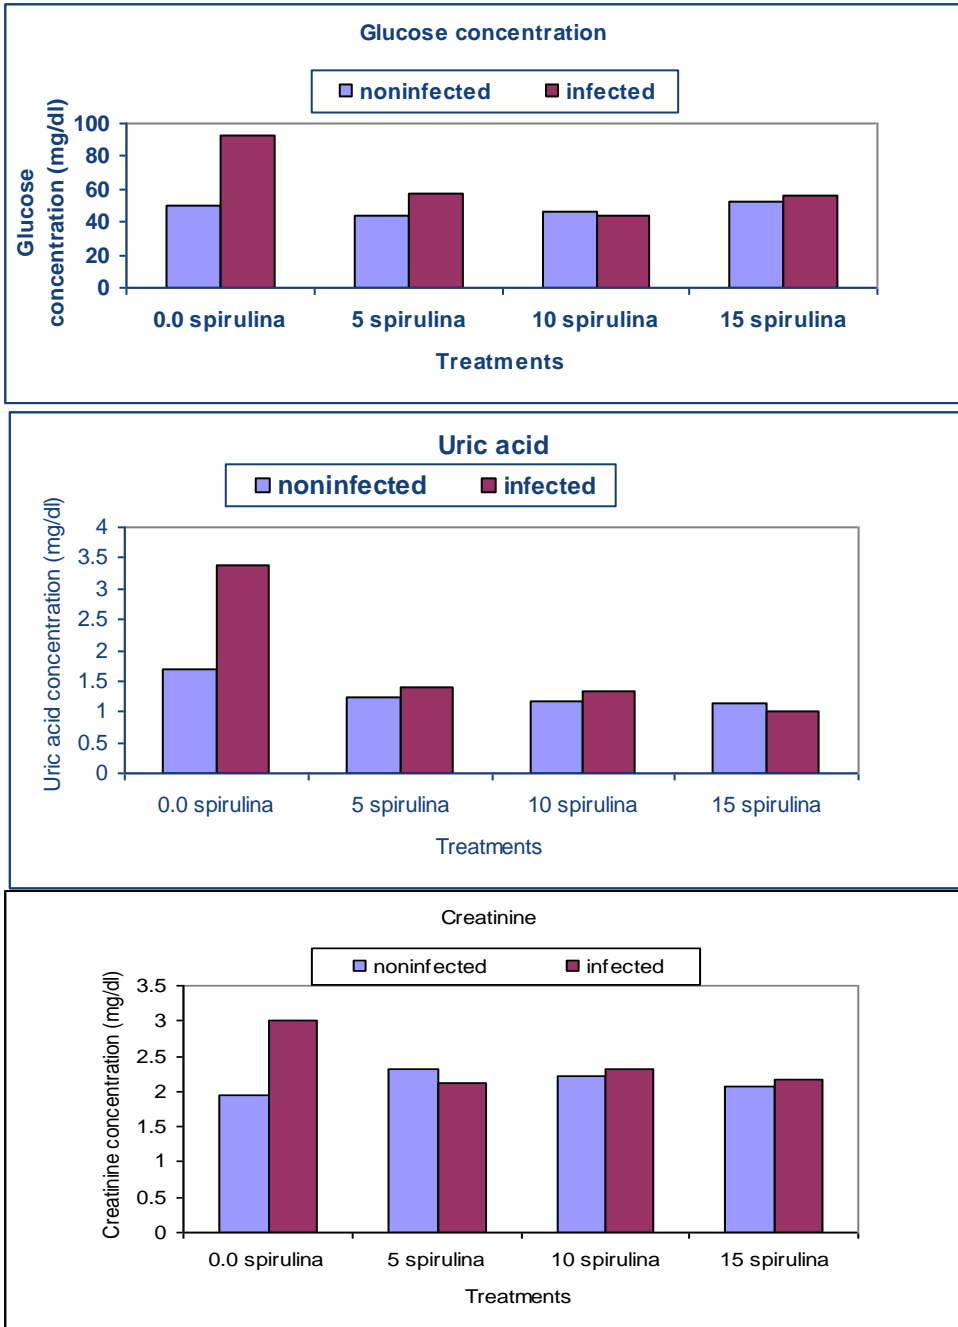 Glucose concentration
noninfected infected
Glucose
concentration (mg/dl)
100
80
60
40
20
0
0.0 spirulina 5 spirulina 10 spirulina 15 spirulina
Treatments
Uric acid
noninfected infected
Uric acid concentration (mg/dl)
4
3.5
3
2.5
2
1.5
1
0.5
0
0.0 spirulina 5 spirulina 10 spirulina 15 spirulina
Treatments
Creatinine
noninfected infected
Creatinine concentration (mg/dl)
3.5
3
2.5
2
1.5
1
0.5
0
0.0 spirulina 5 spirulina 10 spirulina 15 spirulina
Treatments